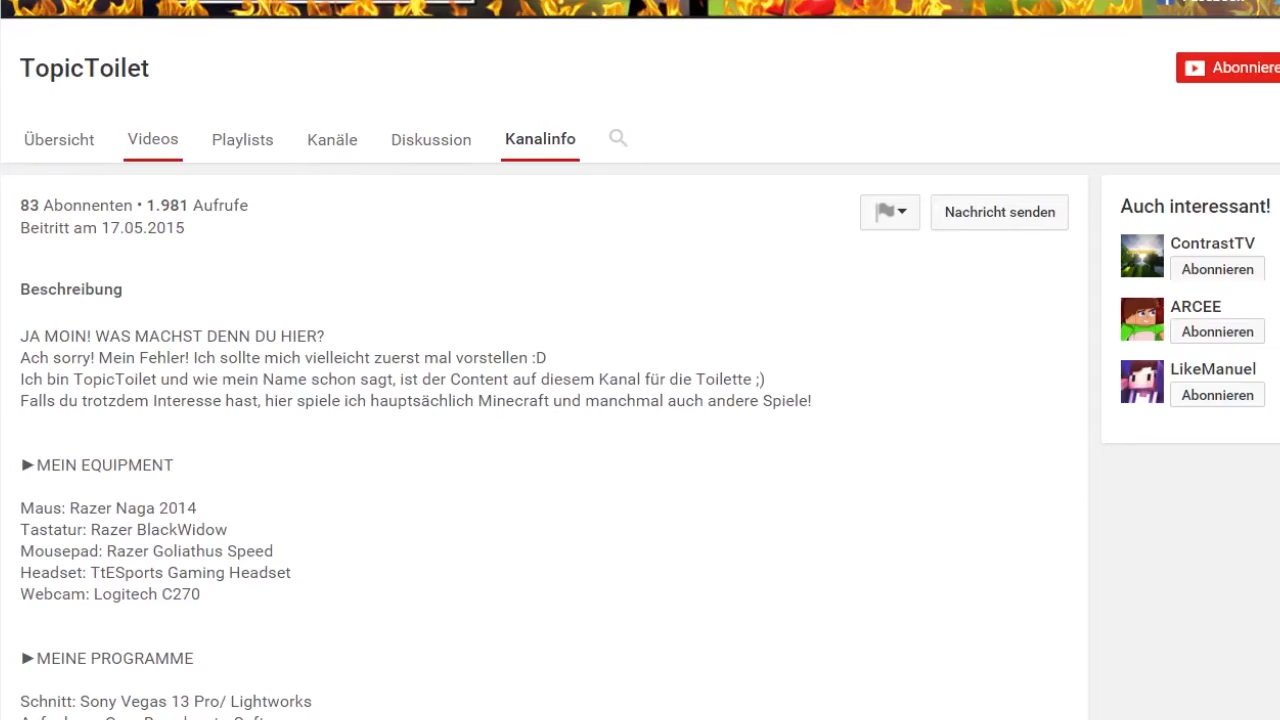 TopicToilet
Abonniere
Übersicht Videos Playlists Kanäle Diskussion Kanalinfo
83 Abonnenten • 1.981 Aufrufe
Beitritt am 17.05.2015
Nachricht senden
Beschreibung
JA MOIN! WAS MACHST DENN DU HIER?
Ach sorry! Mein Fehler! Ich sollte mich vielleicht zuerst mal vorstellen :D
Ich bin TopicToilet und wie mein Name schon sagt, ist der Content auf diesem Kanal für die Toilette ;)
Falls du trotzdem Interesse hast, hier spiele ich hauptsächlich Minecraft und manchmal auch andere Spiele!
►MEIN EQUIPMENT
Maus: Razer Naga 2014
Tastatur: Razer BlackWidow
Mousepad: Razer Goliathus Speed
Headset: TtESports Gaming Headset
Webcam: Logitech C270
►MEINE PROGRAMME
Schnitt: Sony Vegas 13 Pro/ Lightworks
Auch interessant!
ContrastTV
Abonnieren
ARCEE
Abonnieren
LikeManuel
Abonnieren